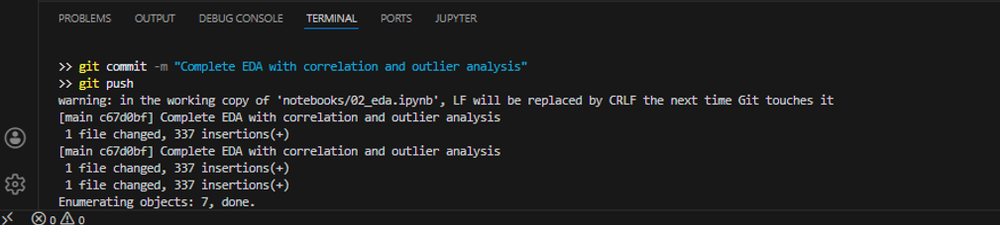 PROBLEMS OUTPUT DEBUG CONSOLE TERMINAL PORTS JUPYTER
>> git commit -m "Complete EDA with correlation and outlier analysis"
>> git push
warning: in the working copy of 'notebooks/02_eda.ipynb', LF will be replaced by CRLF the next time Git touches it
[main c67d0bf] Complete EDA with correlation and outlier analysis
 1 file changed, 337 insertions(+)
[main c67d0bf] Complete EDA with correlation and outlier analysis
 1 file changed, 337 insertions(+)
 1 file changed, 337 insertions(+)
Enumerating objects: 7, done.
0 0